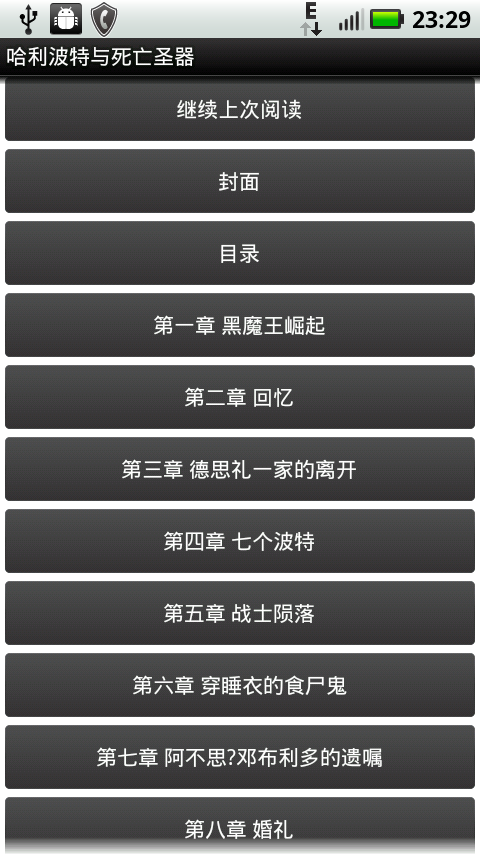 E
23:29
哈利波特与死亡圣器
继续上次阅读
封面
目录
第一章 黑魔王崛起
第二章 回忆
第三章 德思礼一家的离开
第四章 七个波特
第五章 战士陨落
第六章 穿睡衣的食尸鬼
第七章 阿不思?邓布利多的遗嘱
第八章 婚礼